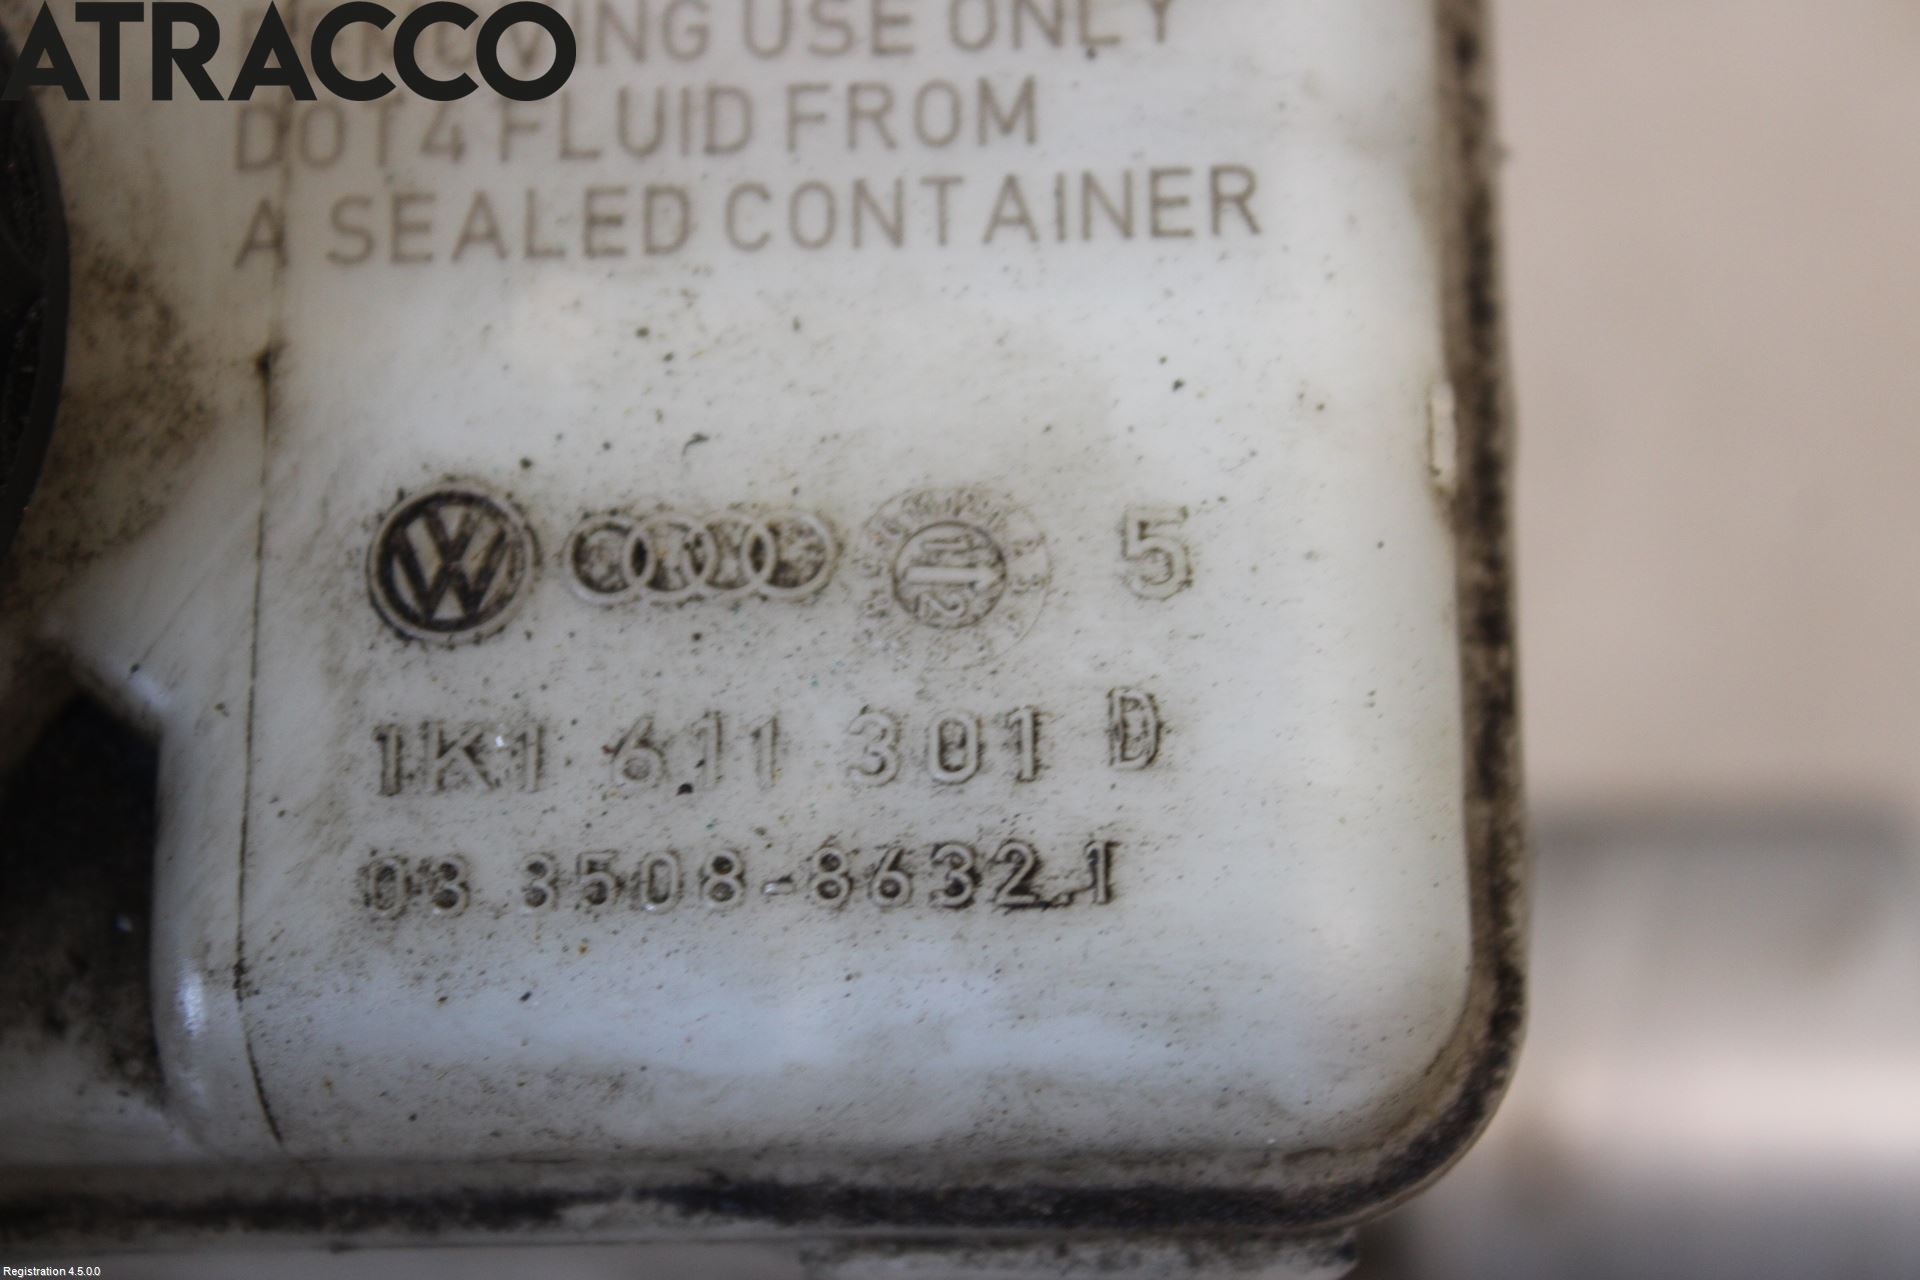 ATRACCO
USE ONLY
DOT4 FLUID FROM
A SEALED CONTAINER
5
1K1 611 301 D
03 3508-8632.1
Registration 4.5.0.0